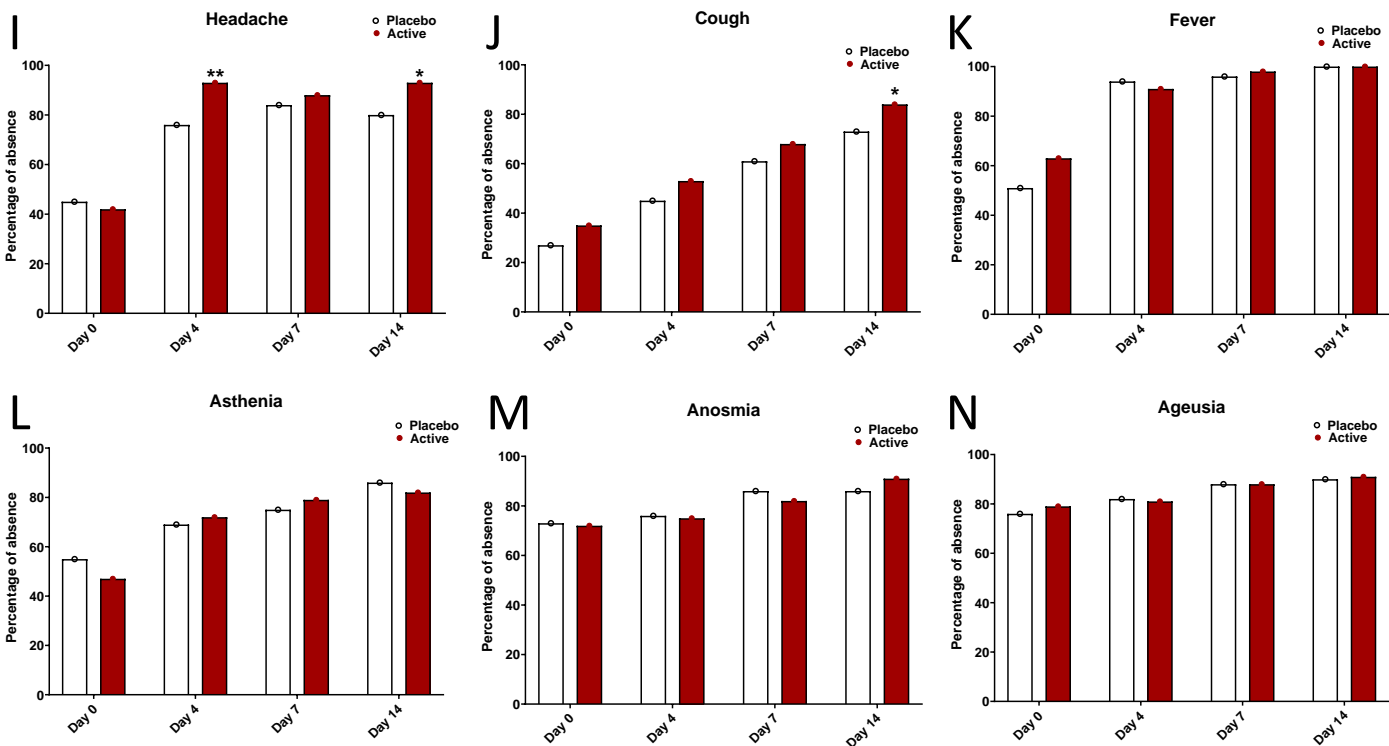 I
Headache
Placebo
Active
Percentage of absence
100
80
60
40
20
0
**
*
Day 0
Day 4
Day 7
Day 14
J
Cough
Placebo
Active
Percentage of absence
100
80
60
40
20
0
*
Day 0
Day 4
Day 7
Day 14
K
Fever
Placebo
Active
Percentage of absence
100
80
60
40
20
0
Day 0
Day 4
Day 7
Day 14
L
Asthenia
Placebo
Active
Percentage of absence
100
80
60
40
20
0
Day 0
Day 4
Day 7
Day 14
M
Anosmia
Placebo
Active
Percentage of absence
100
80
60
40
20
0
Day 0
Day 4
Day 7
Day 14
N
Ageusia
Placebo
Active
Percentage of absence
100
80
60
40
20
0
Day 0
Day 4
Day 7
Day 14